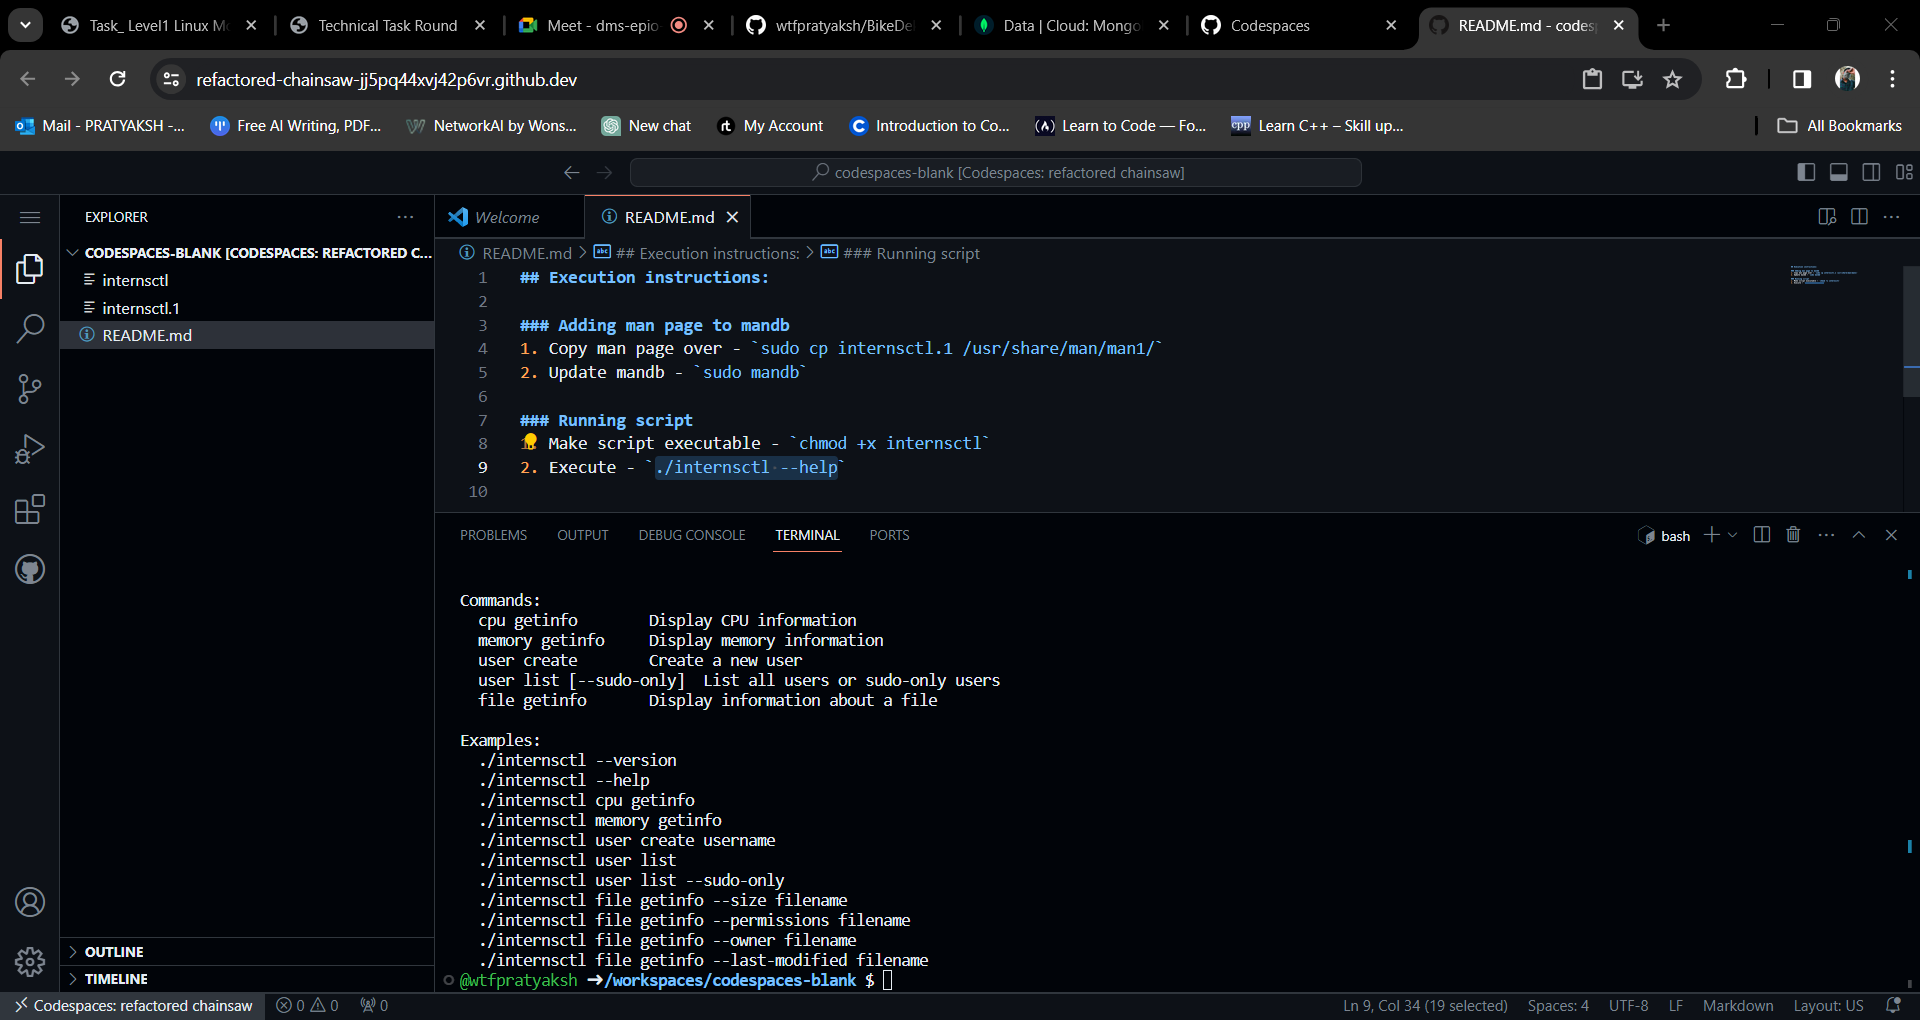 Task_ Level1 Linux Mo
Technical Task Round
Meet - dms-epio
wtfpratyaksh/BikeDe
Data | Cloud: Mongo
Codespaces
README.md - codes
refactored-chainsaw-jj5pq44xvj42p6vr.github.dev
Mail - PRATYAKSH -...
Free AI Writing, PDF...
NetworkAI by Wons...
New chat
rt My Account
Introduction to Co...
Learn to Code — Fo...
cpp Learn C++ – Skill up...
All Bookmarks
codespaces-blank [Codespaces: refactored chainsaw]
EXPLORER
CODESPACES-BLANK [CODESPACES: REFACTORED C...
internsctl
internsctl.1
README.md
OUTLINE
TIMELINE
Welcome
README.md
README.md > ## Execution instructions: > ### Running script
1 ## Execution instructions:
2
3 ### Adding man page to mandb
4 1. Copy man page over - `sudo cp internsctl.1 /usr/share/man/man1/`
5 2. Update mandb - `sudo mandb`
6
7 ### Running script
8 Make script executable - `chmod +x internsctl`
9 2. Execute - `./internsctl --help`
10
PROBLEMS
OUTPUT
DEBUG CONSOLE
TERMINAL
PORTS
bash
Commands:
cpu getinfo Display CPU information
memory getinfo Display memory information
user create Create a new user
user list [--sudo-only] List all users or sudo-only users
file getinfo Display information about a file
Examples:
./internsctl --version
./internsctl --help
./internsctl cpu getinfo
./internsctl memory getinfo
./internsctl user create username
./internsctl user list
./internsctl user list --sudo-only
./internsctl file getinfo --size filename
./internsctl file getinfo --permissions filename
./internsctl file getinfo --owner filename
./internsctl file getinfo --last-modified filename
@wtfpratyaksh ➜/workspaces/codespaces-blank $
Codespaces: refactored chainsaw
0 0
0
Ln 9, Col 34 (19 selected)
Spaces: 4
UTF-8
LF
Markdown
Layout: US